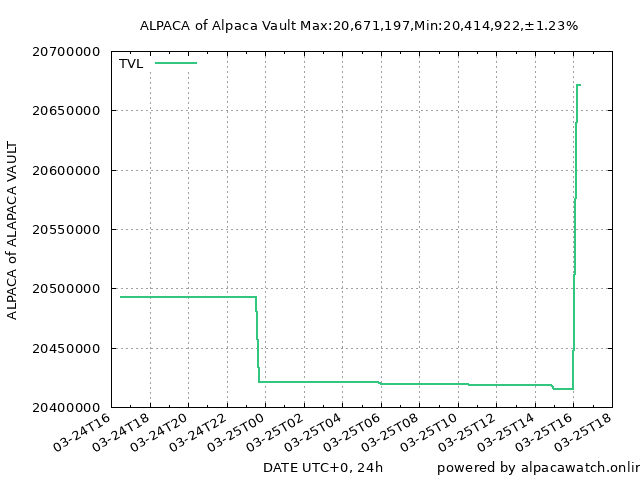 ALPACA of Alpaca Vault Max:20,671,197,Min:20,414,922,±1.23%
TVL
20700000
20650000
20600000
20550000
20500000
20450000
20400000
ALPACA of ALAPACA VAULT
03-24T16
03-24T18
03-24T20
03-24T22
03-25T00
03-25T02
03-25T04
03-25T06
03-25T08
03-25T10
03-25T12
03-25T14
03-25T16
03-25T18
DATE UTC+0, 24h
powered by alpacawatch.onlin